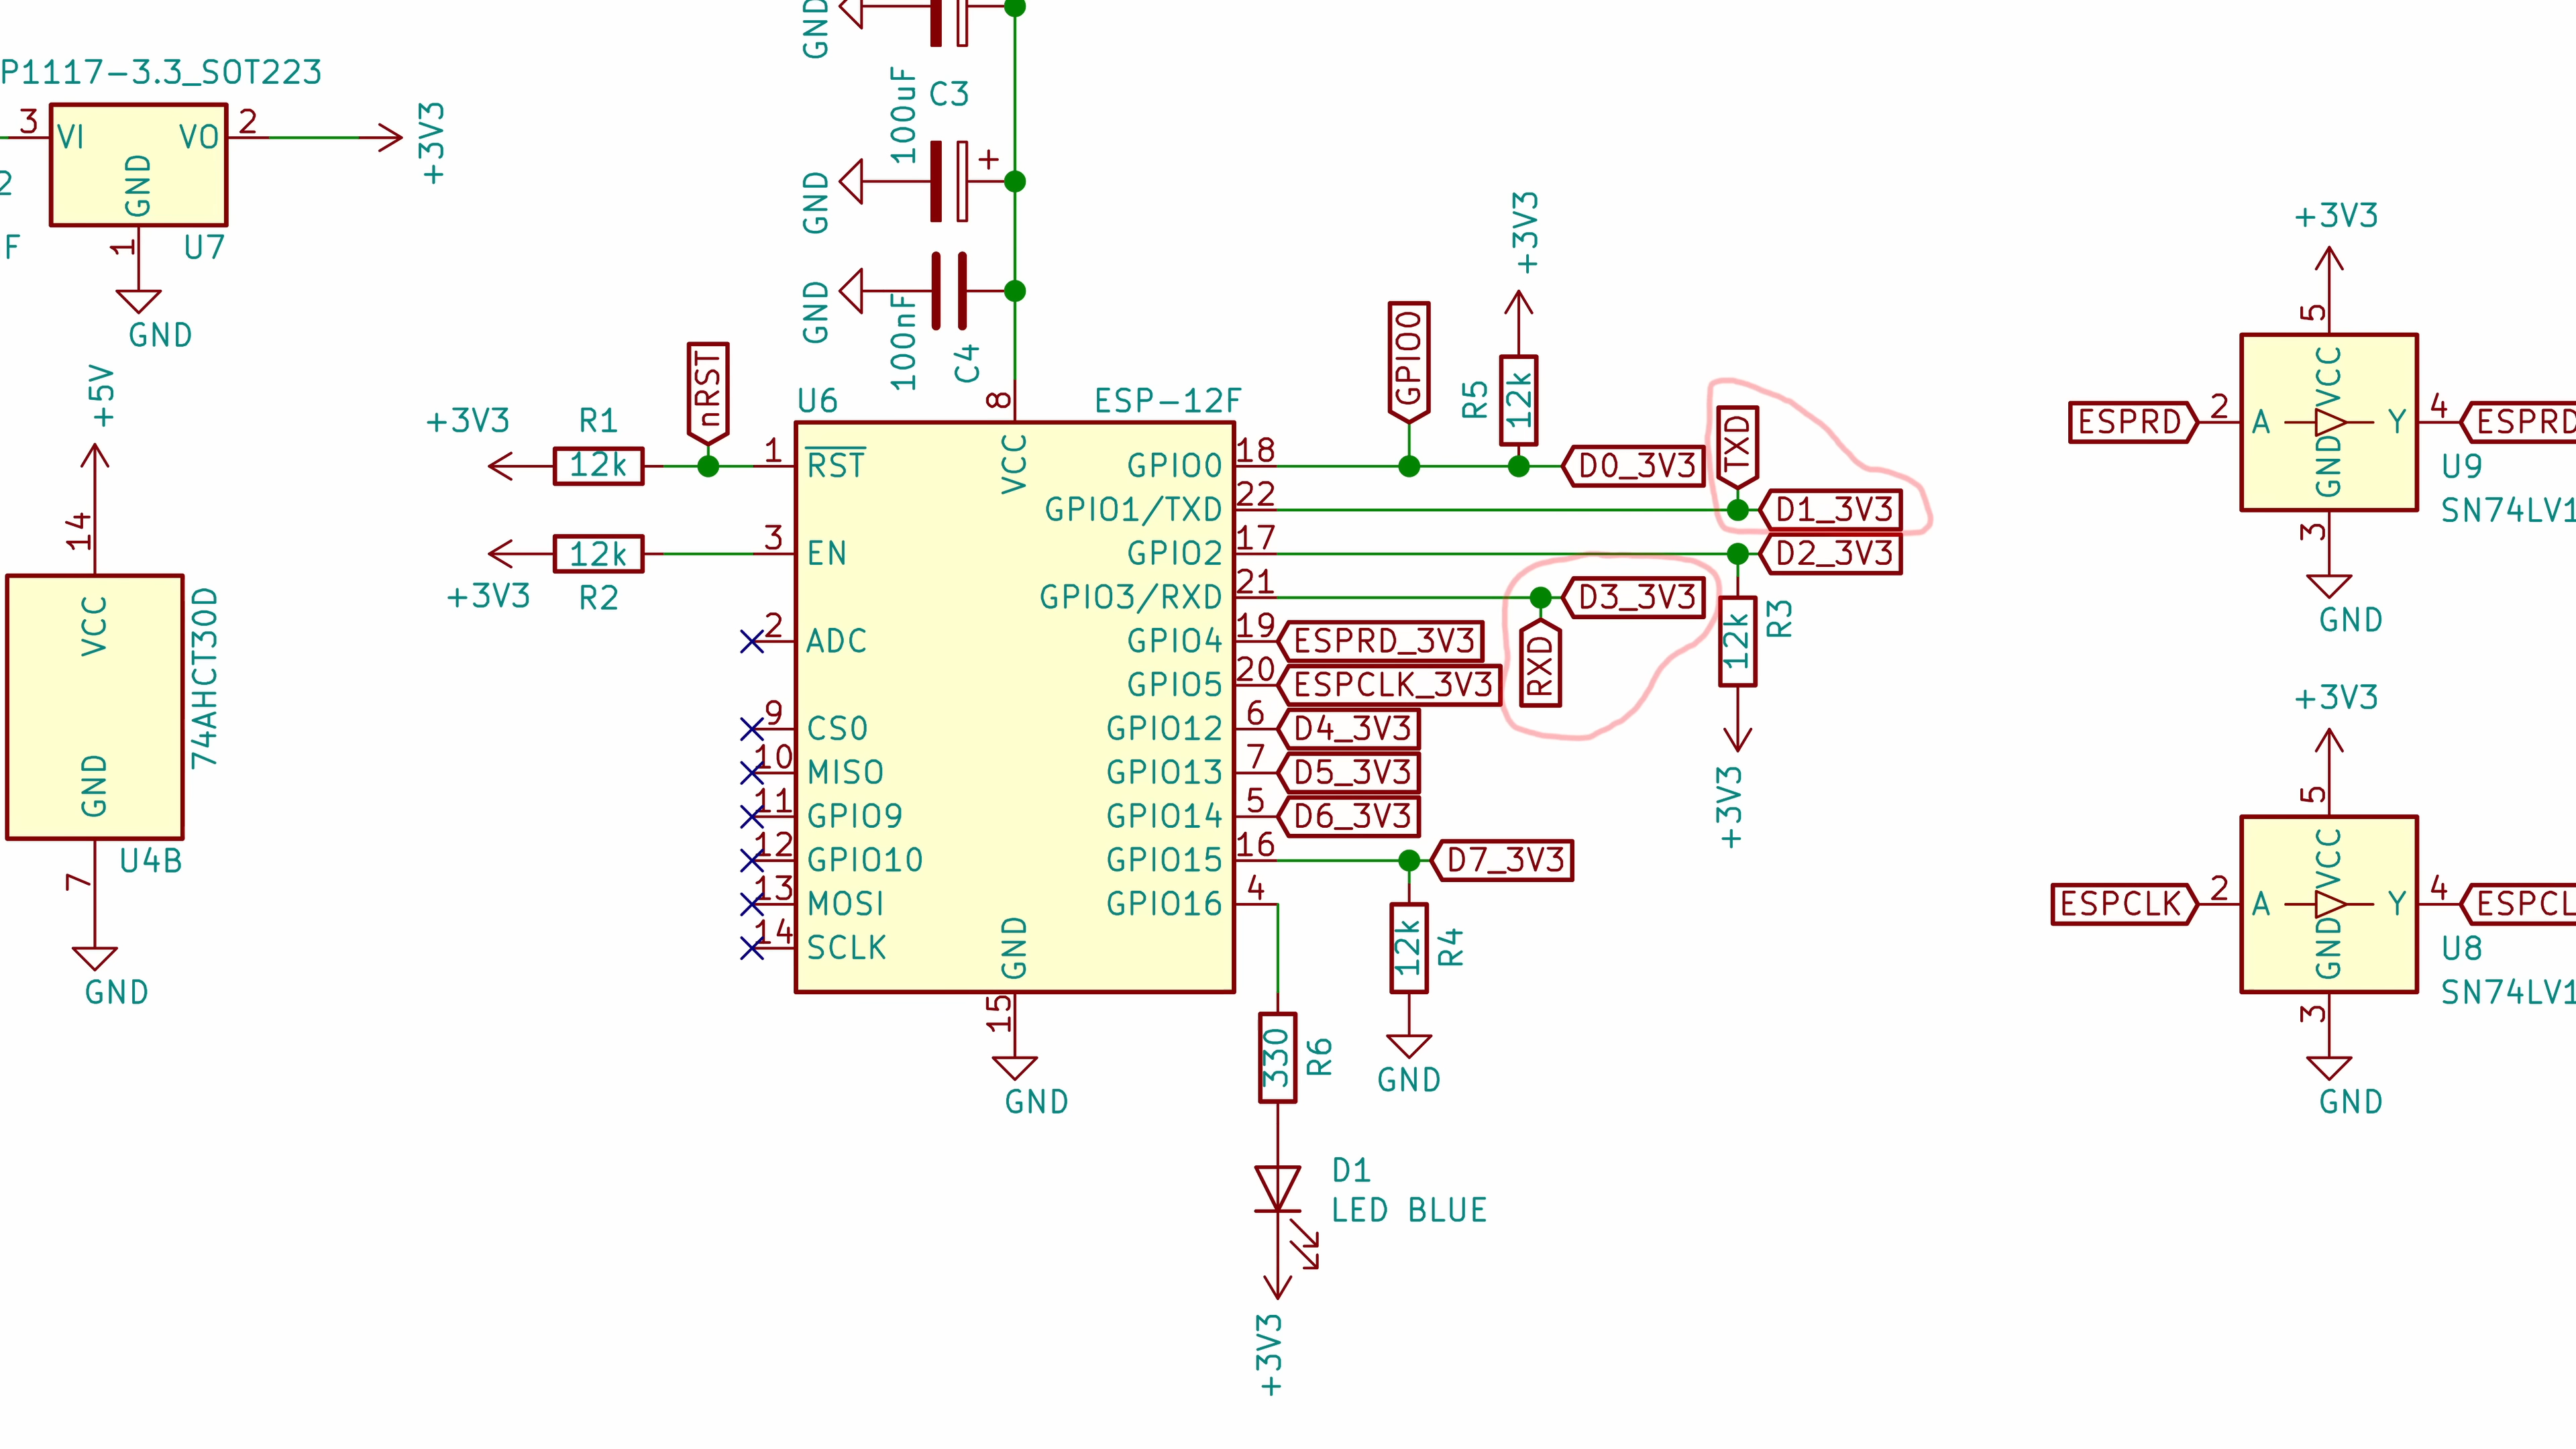 GND
P1117-3.3_SOT223
3
VI
VO
2
GND
1
U7
GND
+3V3
2
F
100uF
C3
+
GND
GND
100nF
C4
+5V
14
VCC
GND
74AHCT30D
7
U4B
GND
nRST
+3V3
R1
12k
+3V3
12k
R2
U6
ESP-12F
8
VCC
1
RST
3
EN
2
ADC
9
CS0
10
MISO
11
GPIO9
12
GPIO10
13
MOSI
14
SCLK
GND
15
GND
GPIO0
18
GPIO1/TXD
22
GPIO2
17
GPIO3/RXD
21
GPIO4
19
GPIO5
20
GPIO12
6
GPIO13
7
GPIO14
5
GPIO15
16
GPIO16
4
GPIO0
+3V3
R5
12k
D0_3V3
TXD
D1_3V3
D2_3V3
D3_3V3
RXD
ESPRD_3V3
ESPCLK_3V3
D4_3V3
D5_3V3
D6_3V3
D7_3V3
12k
R3
+3V3
12k
R4
GND
330
R6
D1
LED BLUE
+3V3
+3V3
5
ESPRD
2
A
VCC
GND
Y
4
ESPRD
U9
SN74LV1
3
GND
+3V3
5
ESPCLK
2
A
VCC
GND
Y
4
ESPCL
U8
SN74LV1
3
GND